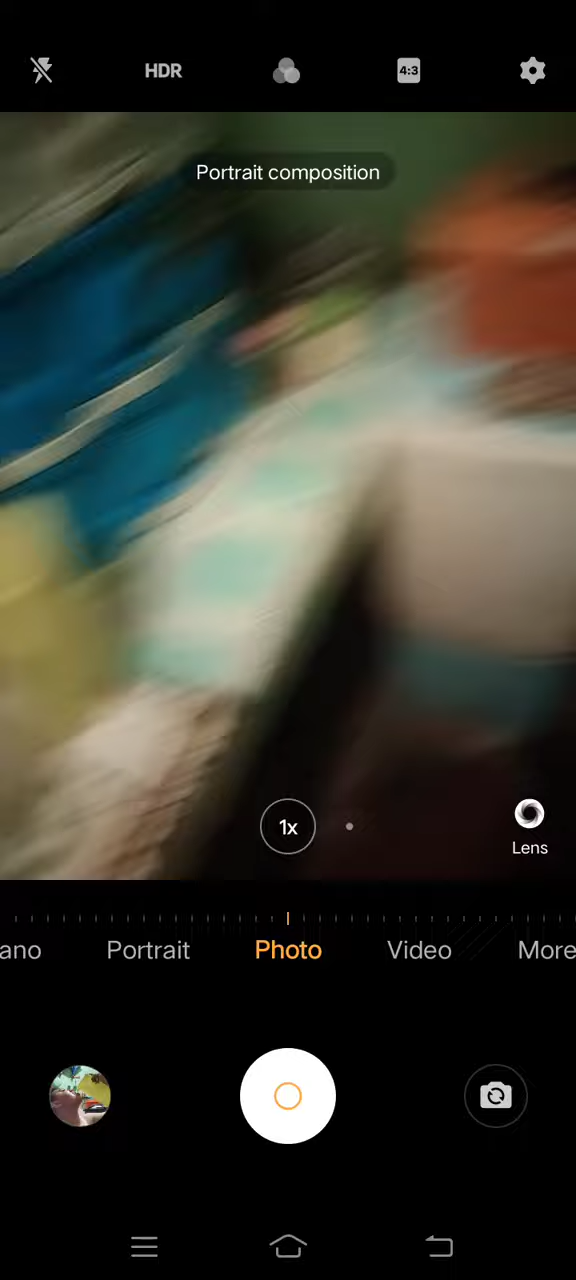 HDR
4:3
Portrait composition
1x
Lens
ano Portrait Photo Video More